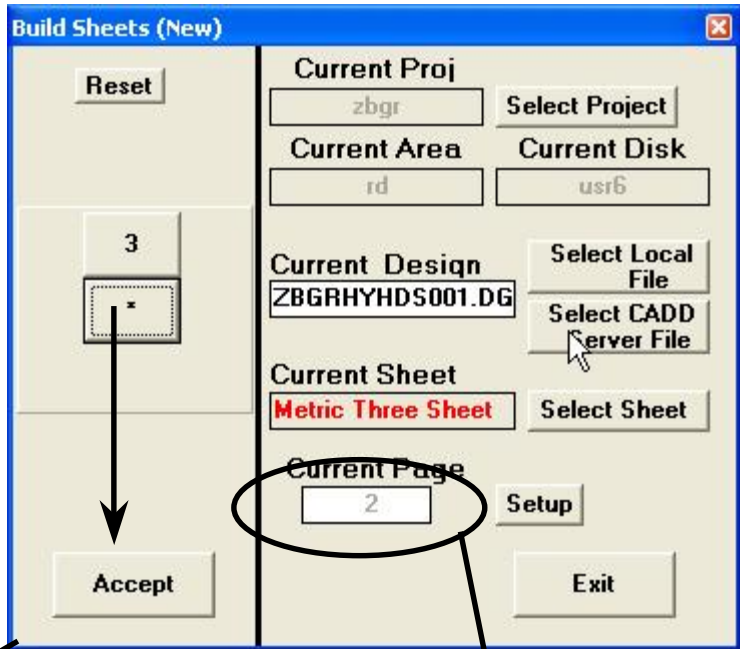 Build Sheets (New)
Reset
3
*
Accept
Current Proj
zbgr
Select Project
Current Area
Current Disk
rd
usr6
Current Design
ZBGRHYHDS001.DG
Select Local
File
Select CADD
Server File
Current Sheet
Metric Three Sheet
Select Sheet
Current Page
2
Setup
Exit